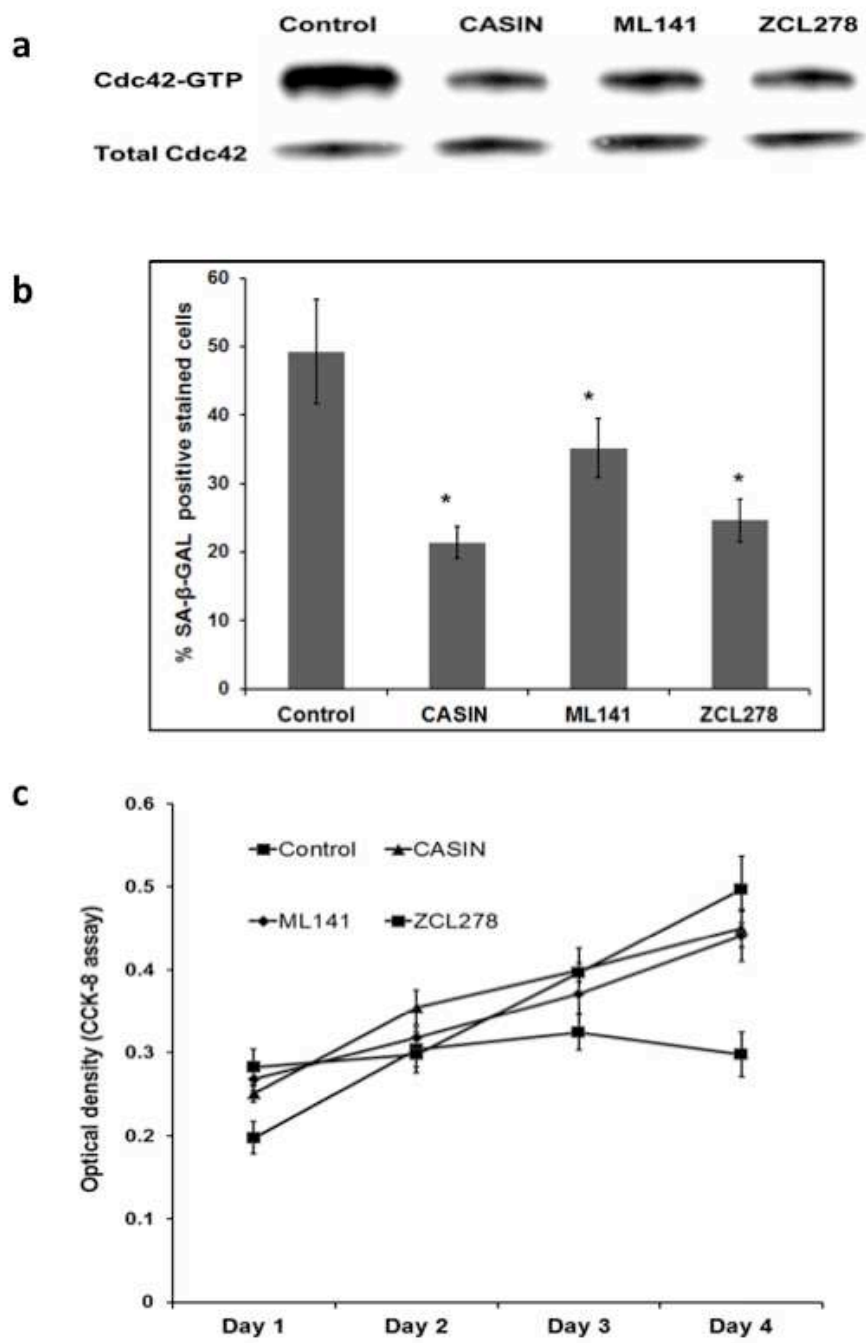 a
Control CASIN ML141 ZCL278
Cdc42-GTP
Total Cdc42
b
% SA-β-GAL positive stained cells
60
50
40
30
20
10
0
* * *
Control CASIN ML141 ZCL278
c
Optical density (CCK-8 assay)
0.6
0.5
0.4
0.3
0.2
0.1
0
Control CASIN
ML141 ZCL278
Day 1 Day 2 Day 3 Day 4